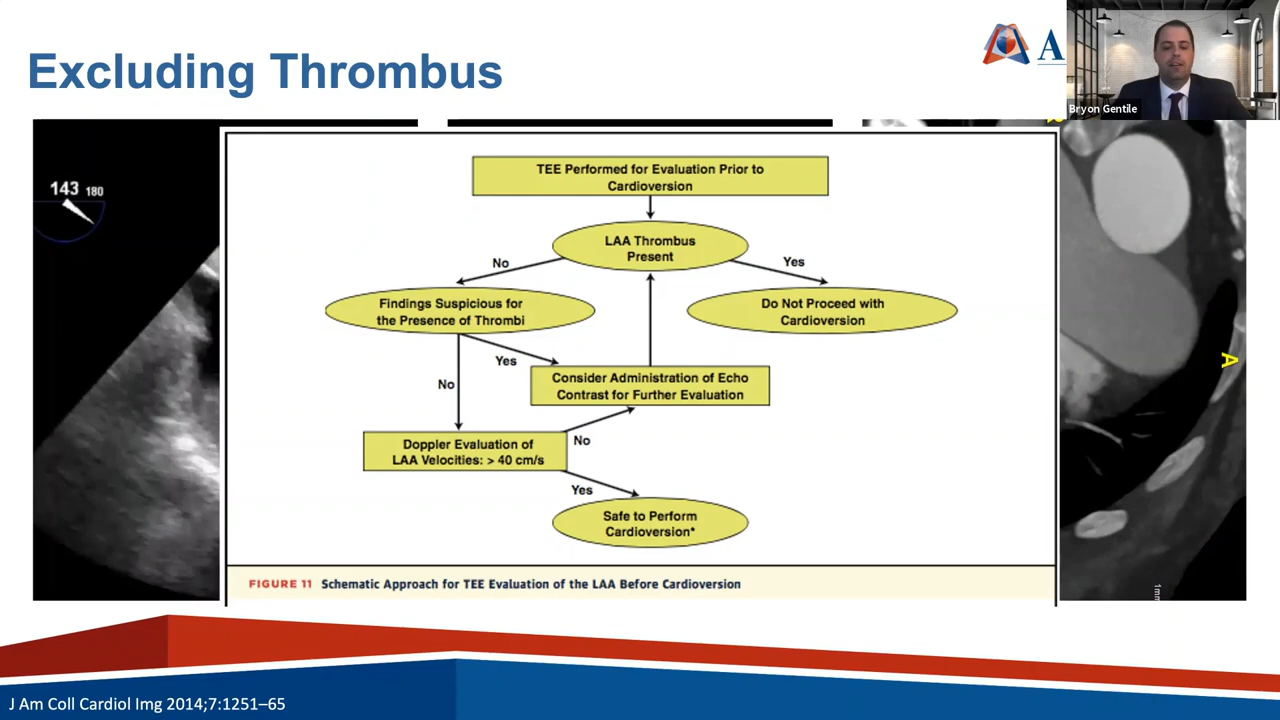 Excluding Thrombus
A
Bryon Gentile
143 180
TEE Performed for Evaluation Prior to
Cardioversion
LAA Thrombus
Present
No
Yes
Findings Suspicious for
the Presence of Thrombi
Do Not Proceed with
Cardioversion
Yes
No
Consider Administration of Echo
Contrast for Further Evaluation
A
Doppler Evaluation of
LAA Velocities: > 40 cm/s
No
Yes
Safe to Perform
Cardioversion*
FIGURE 11 Schematic Approach for TEE Evaluation of the LAA Before Cardioversion
J Am Coll Cardiol Img 2014;7:1251–65